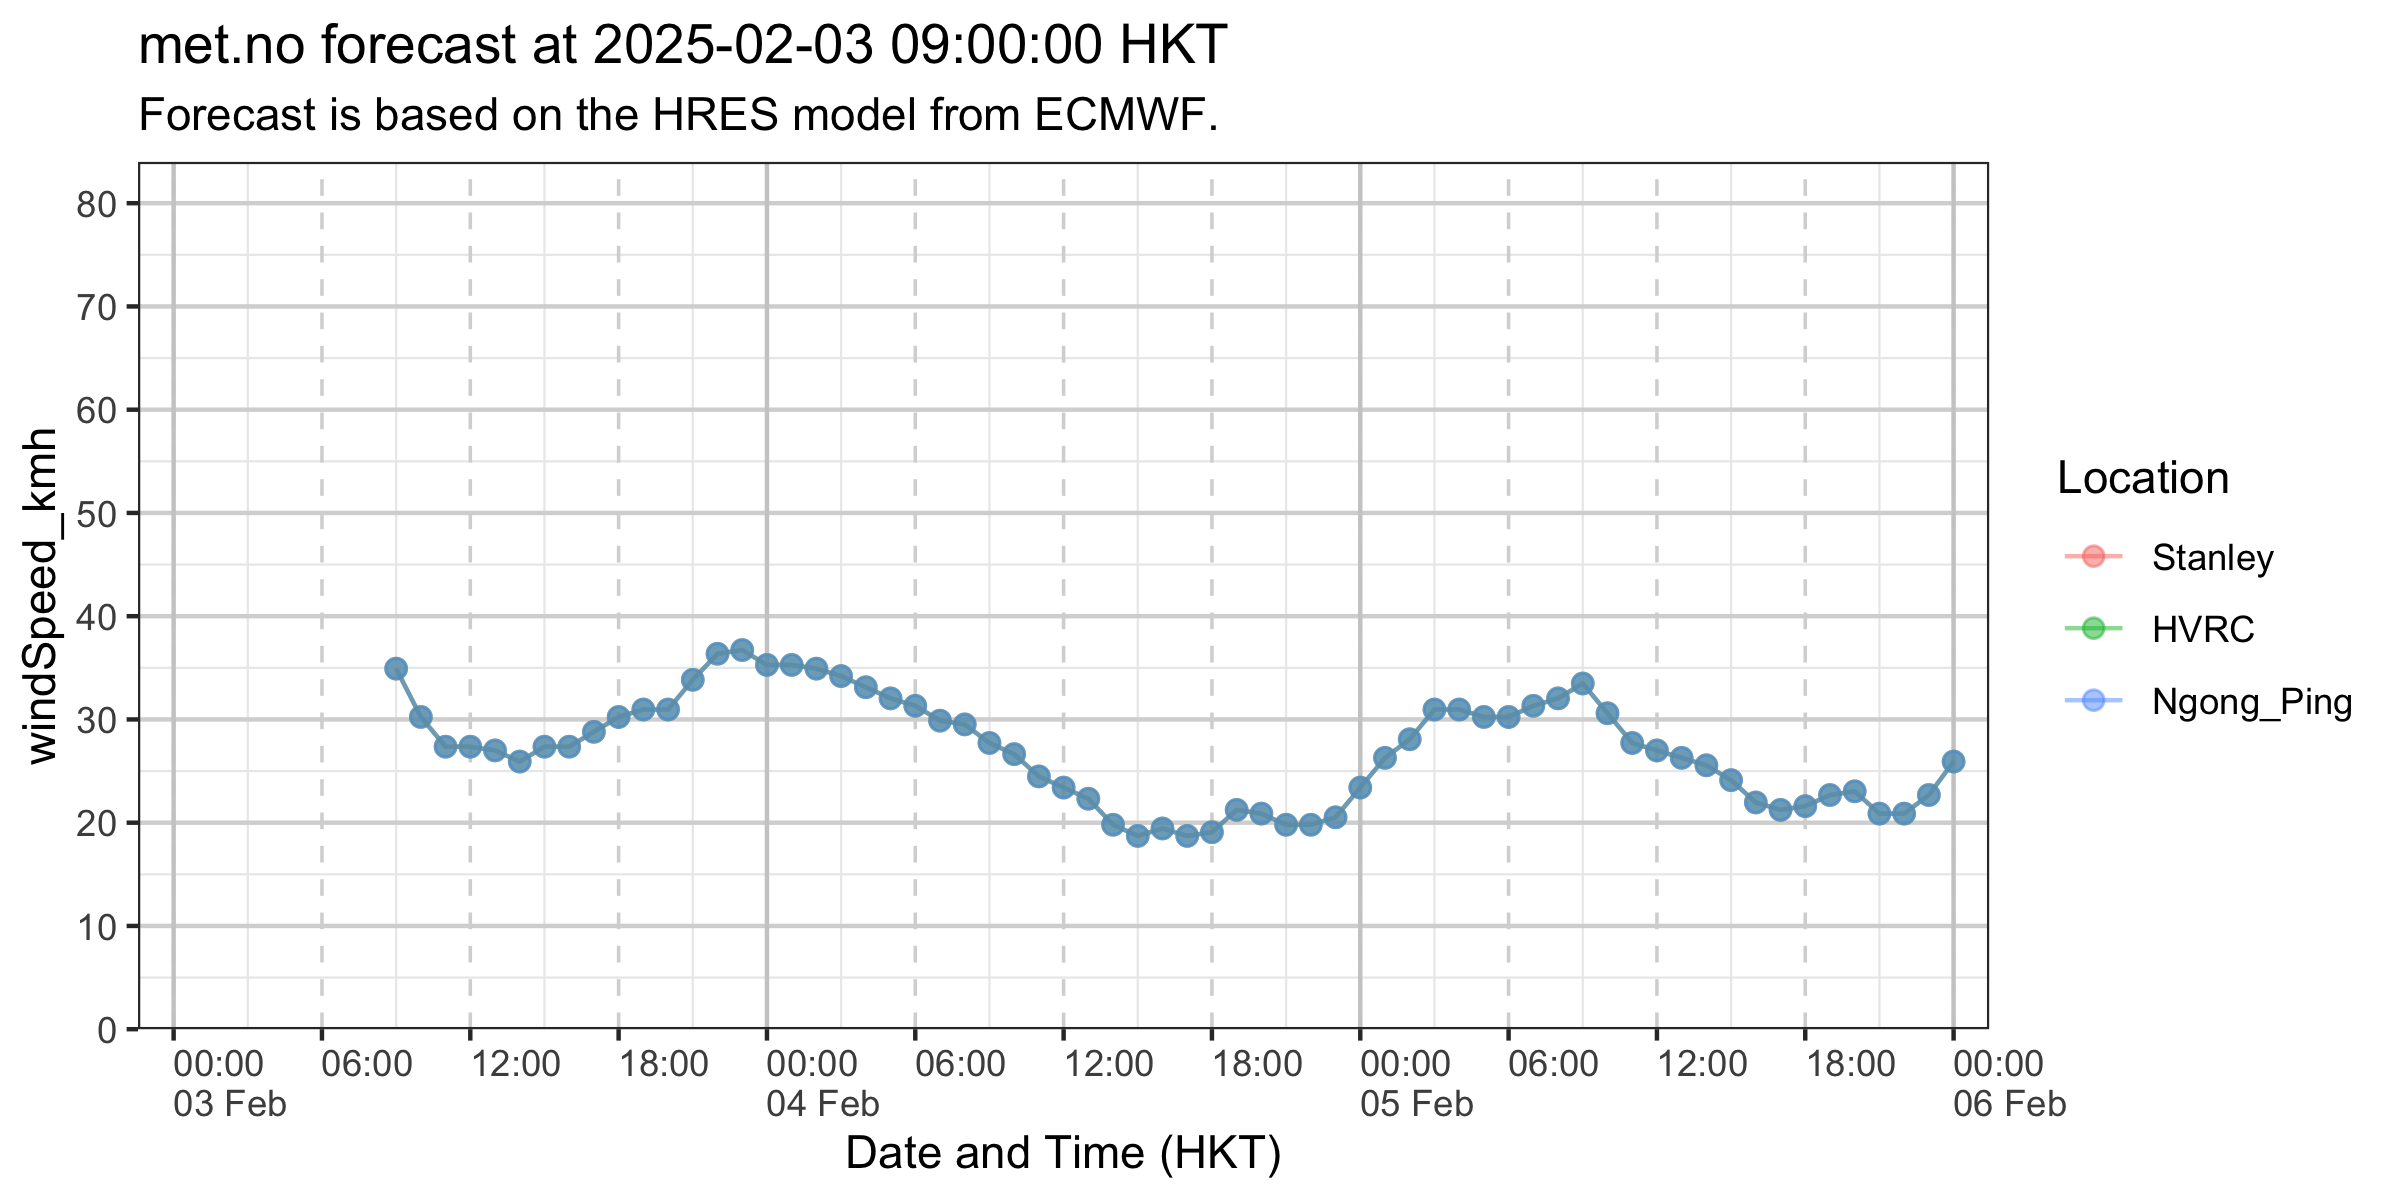 met.no forecast at 2025-02-03 09:00:00 HKT
Forecast is based on the HRES model from ECMWF.
windSpeed_kmh
80
70
60
50
40
30
20
10
0
00:00 06:00 12:00 18:00 00:00 06:00 12:00 18:00 00:00 06:00 12:00 18:00 00:00
03 Feb 04 Feb 05 Feb 06 Feb
Date and Time (HKT)
Location
Stanley
HVRC
Ngong_Ping